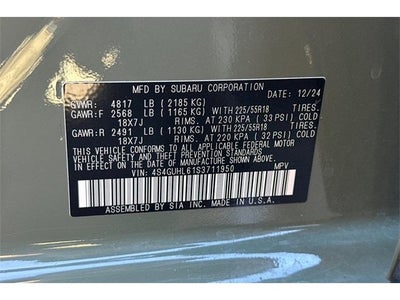 MFD BY SUBARU CORPORATION 12/24
GVWR: 4817 LB (2185 KG)
GAWR:F 2568 LB (1165 KG) WITH 225/55R18 TIRES.
18X7J RIMS. AT 230 KPA ( 33 PSI) COLD.
GAWR:R 2491 LB (1130 KG) WITH 225/55R18 TIRES.
18X7J RIMS. AT 220 KPA ( 32 PSI) COLD.
THIS VEHICLE CONFORMS TO ALL APPLICABLE FEDERAL MOTOR
VEHICLE SAFETY AND THEFT PREVENTION STANDARDS IN
EFFECT ON THE DATE OF MANUFACTURE SHOWN ABOVE.
VIN: 4S4GUHL61S3711950 MPV
ASSEMBLED BY SIA INC. MADE IN U.S.A.